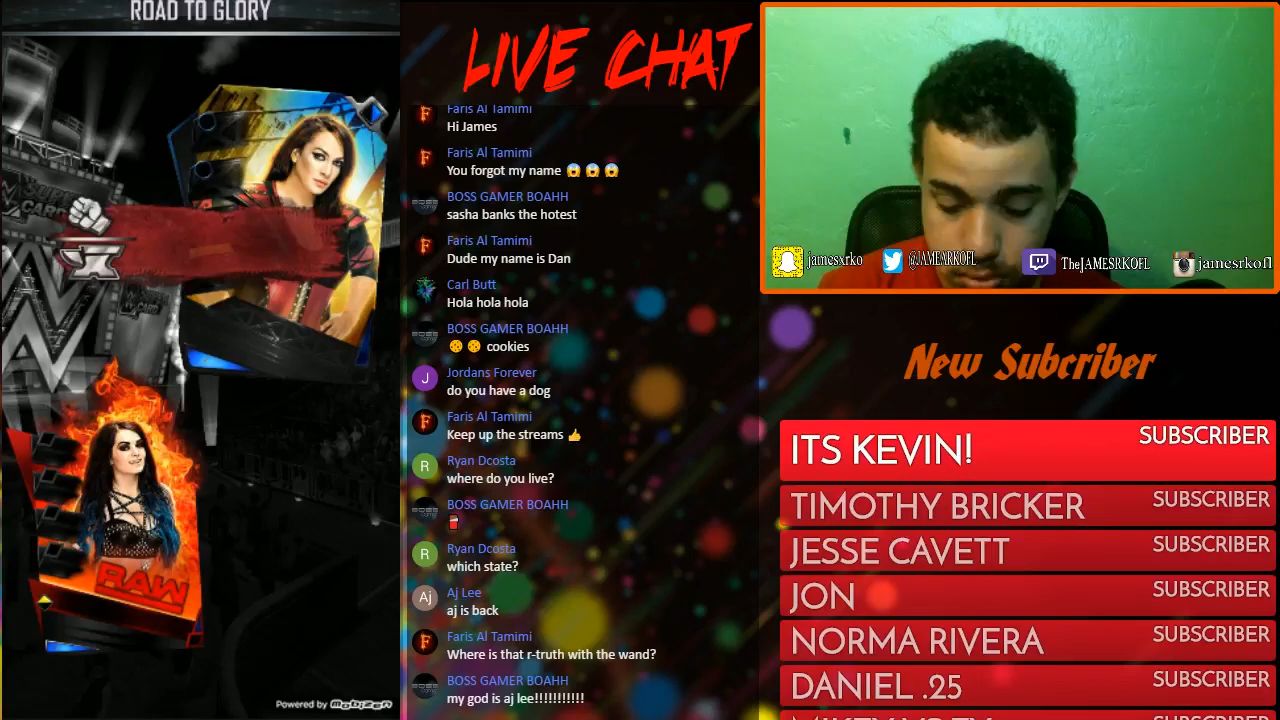 ROAD TO GLORY
RAW
Powered by Mobizen
LIVE CHAT
Faris Al Tamimi
Hi James
Faris Al Tamimi
You forgot my name 😱 😱 😱
BOSS GAMER BOAHH
sasha banks the hottest
Faris Al Tamimi
Dude my name is Dan
Carl Butt
Hola hola hola
BOSS GAMER BOAHH
🍪 🍪 cookies
J
Jordans Forever
do you have a dog
Faris Al Tamimi
Keep up the streams 👍
R
Ryan Dcosta
where do you live?
BOSS GAMER BOAHH
R
Ryan Dcosta
which state?
Aj
Aj Lee
aj is back
Faris Al Tamimi
Where is that r-truth with the wand?
BOSS GAMER BOAHH
my god is aj lee!!!!!!!!!!!
jamesxrko
@JAMEARKOFL
TheJAMESRKOFL
jamesrkofl
New Subcriber
ITS KEVIN! SUBSCRIBER
TIMOTHY BRICKER SUBSCRIBER
JESSE CAVETT SUBSCRIBER
JON SUBSCRIBER
NORMA RIVERA SUBSCRIBER
DANIEL .25 SUBSCRIBER
SUBSCRIBER